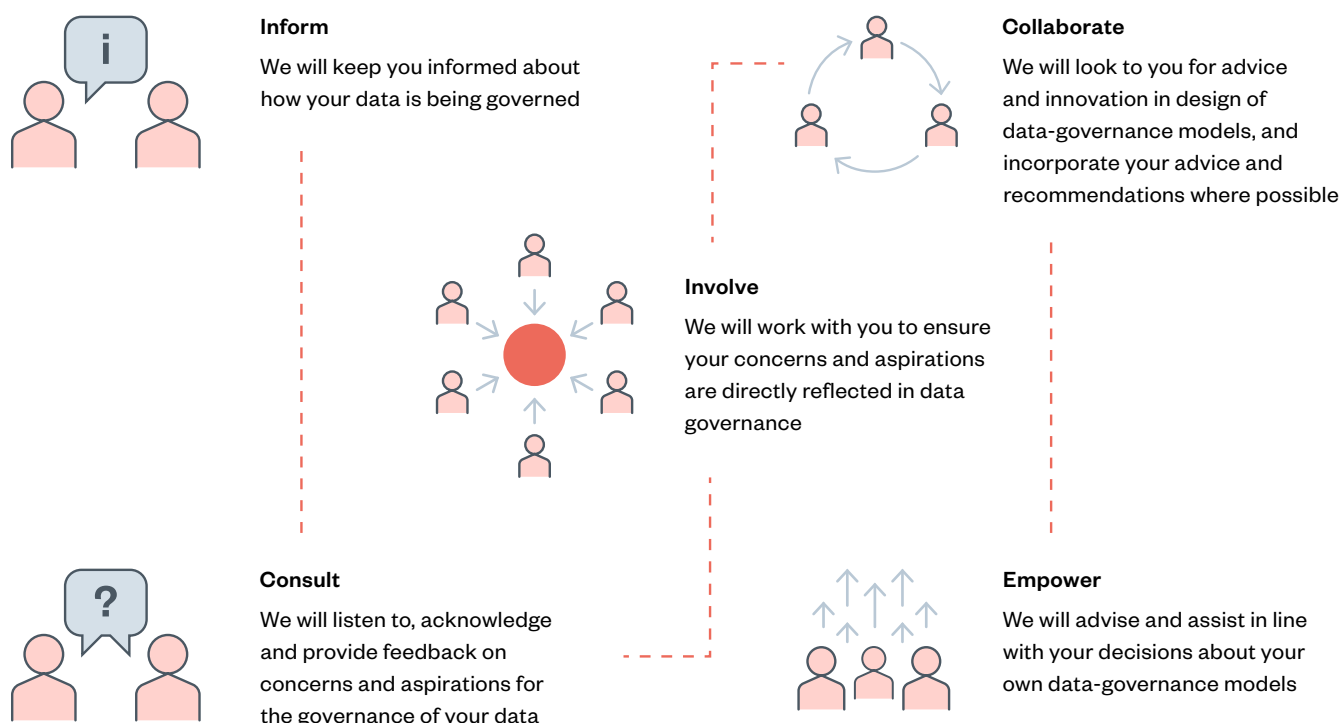 i
Inform
We will keep you informed about
how your data is being governed
?
Consult
We will listen to, acknowledge
and provide feedback on
concerns and aspirations for
the governance of your data
Involve
We will work with you to ensure
your concerns and aspirations
are directly reflected in data
governance
Collaborate
We will look to you for advice
and innovation in design of
data-governance models, and
incorporate your advice and
recommendations where possible
Empower
We will advise and assist in line
with your decisions about your
own data-governance models